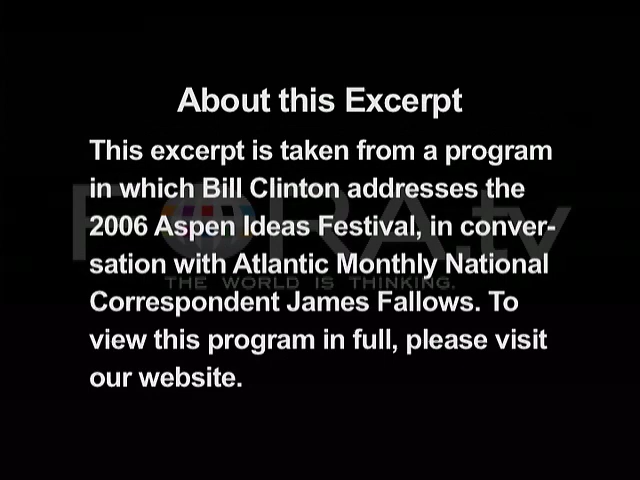 About this Excerpt
This excerpt is taken from a program
in which Bill Clinton addresses the
2006 Aspen Ideas Festival, in conver-
sation with Atlantic Monthly National
Correspondent James Fallows. To
view this program in full, please visit
our website.
FORA.tv
THE WORLD IS THINKING.